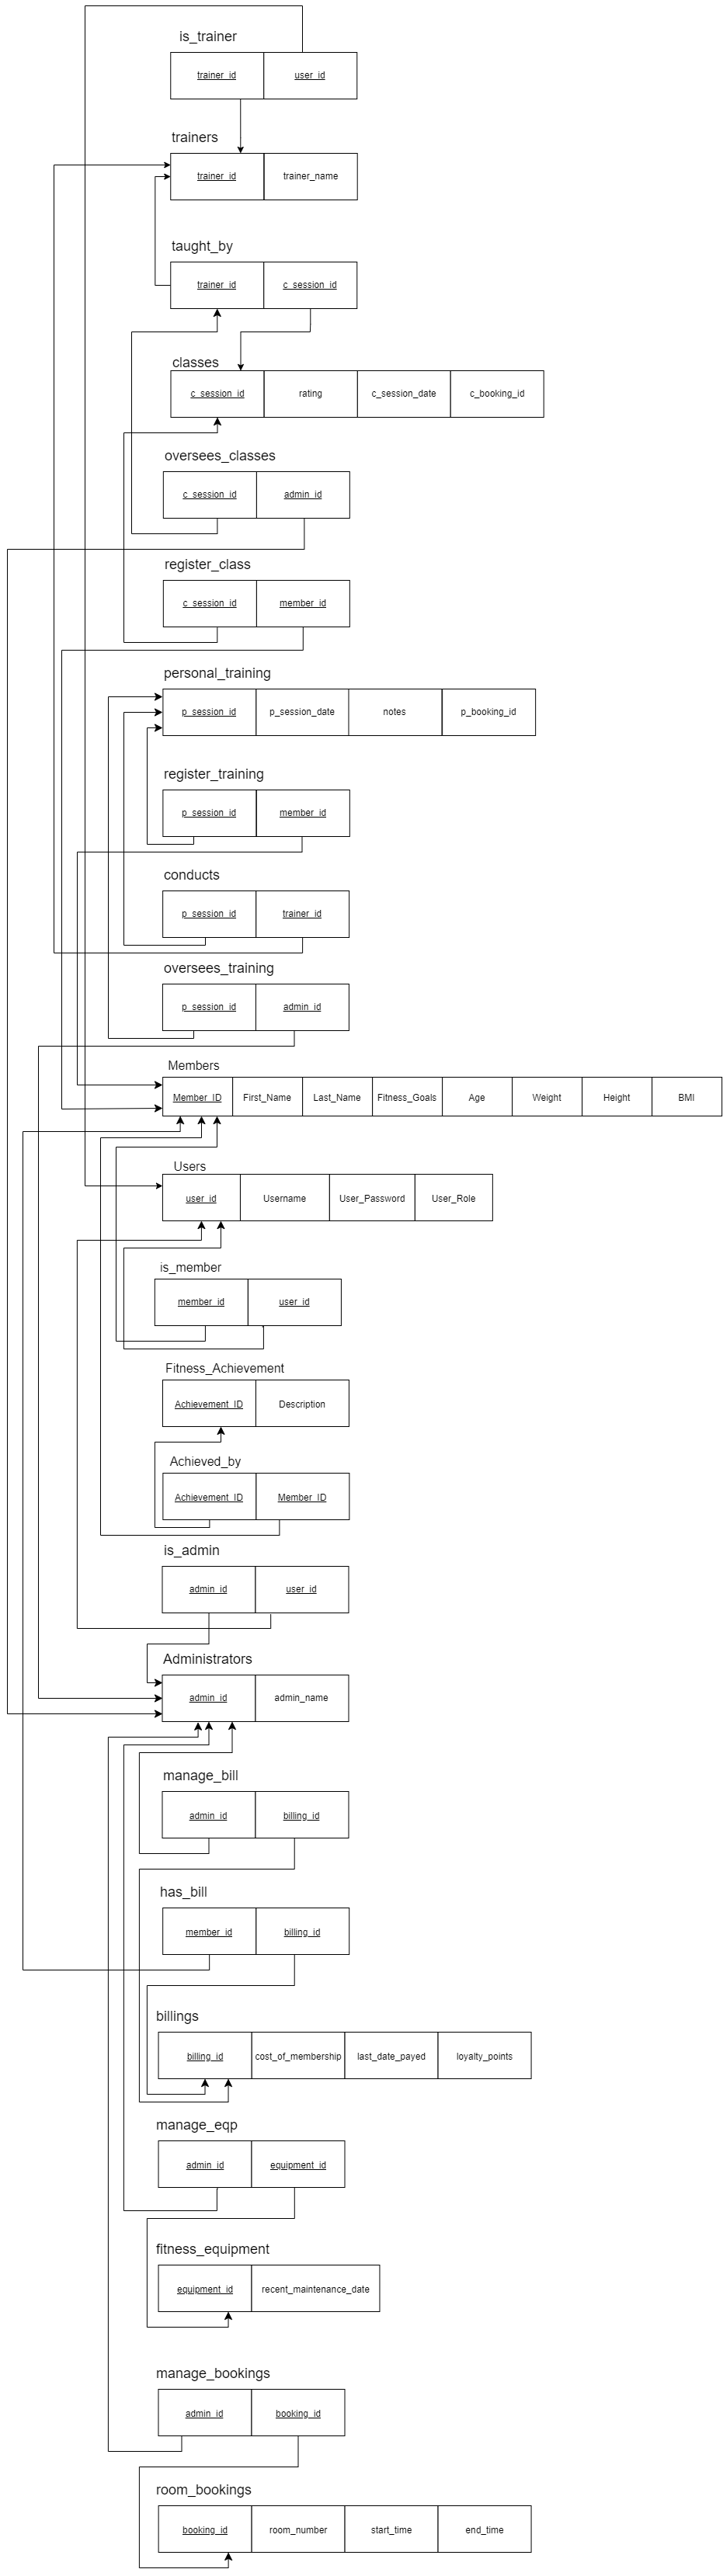 is_trainer
trainer_id user_id
trainers
trainer_id trainer_name
taught_by
trainer_id c_session_id
classes
c_session_id rating c_session_date c_booking_id
oversees_classes
c_session_id admin_id
register_class
c_session_id member_id
personal_training
p_session_id p_session_date notes p_booking_id
register_training
p_session_id member_id
conducts
p_session_id trainer_id
oversees_training
p_session_id admin_id
Members
Member_ID First_Name Last_Name Fitness_Goals Age Weight Height BMI
Users
user_id Username User_Password User_Role
is_member
member_id user_id
Fitness_Achievement
Achievement_ID Description
Achieved_by
Achievement_ID Member_ID
is_admin
admin_id user_id
Administrators
admin_id admin_name
manage_bill
admin_id billing_id
has_bill
member_id billing_id
billings
billing_id cost_of_membership last_date_payed loyalty_points
manage_eqp
admin_id equipment_id
fitness_equipment
equipment_id recent_maintenance_date
manage_bookings
admin_id booking_id
room_bookings
booking_id room_number start_time end_time